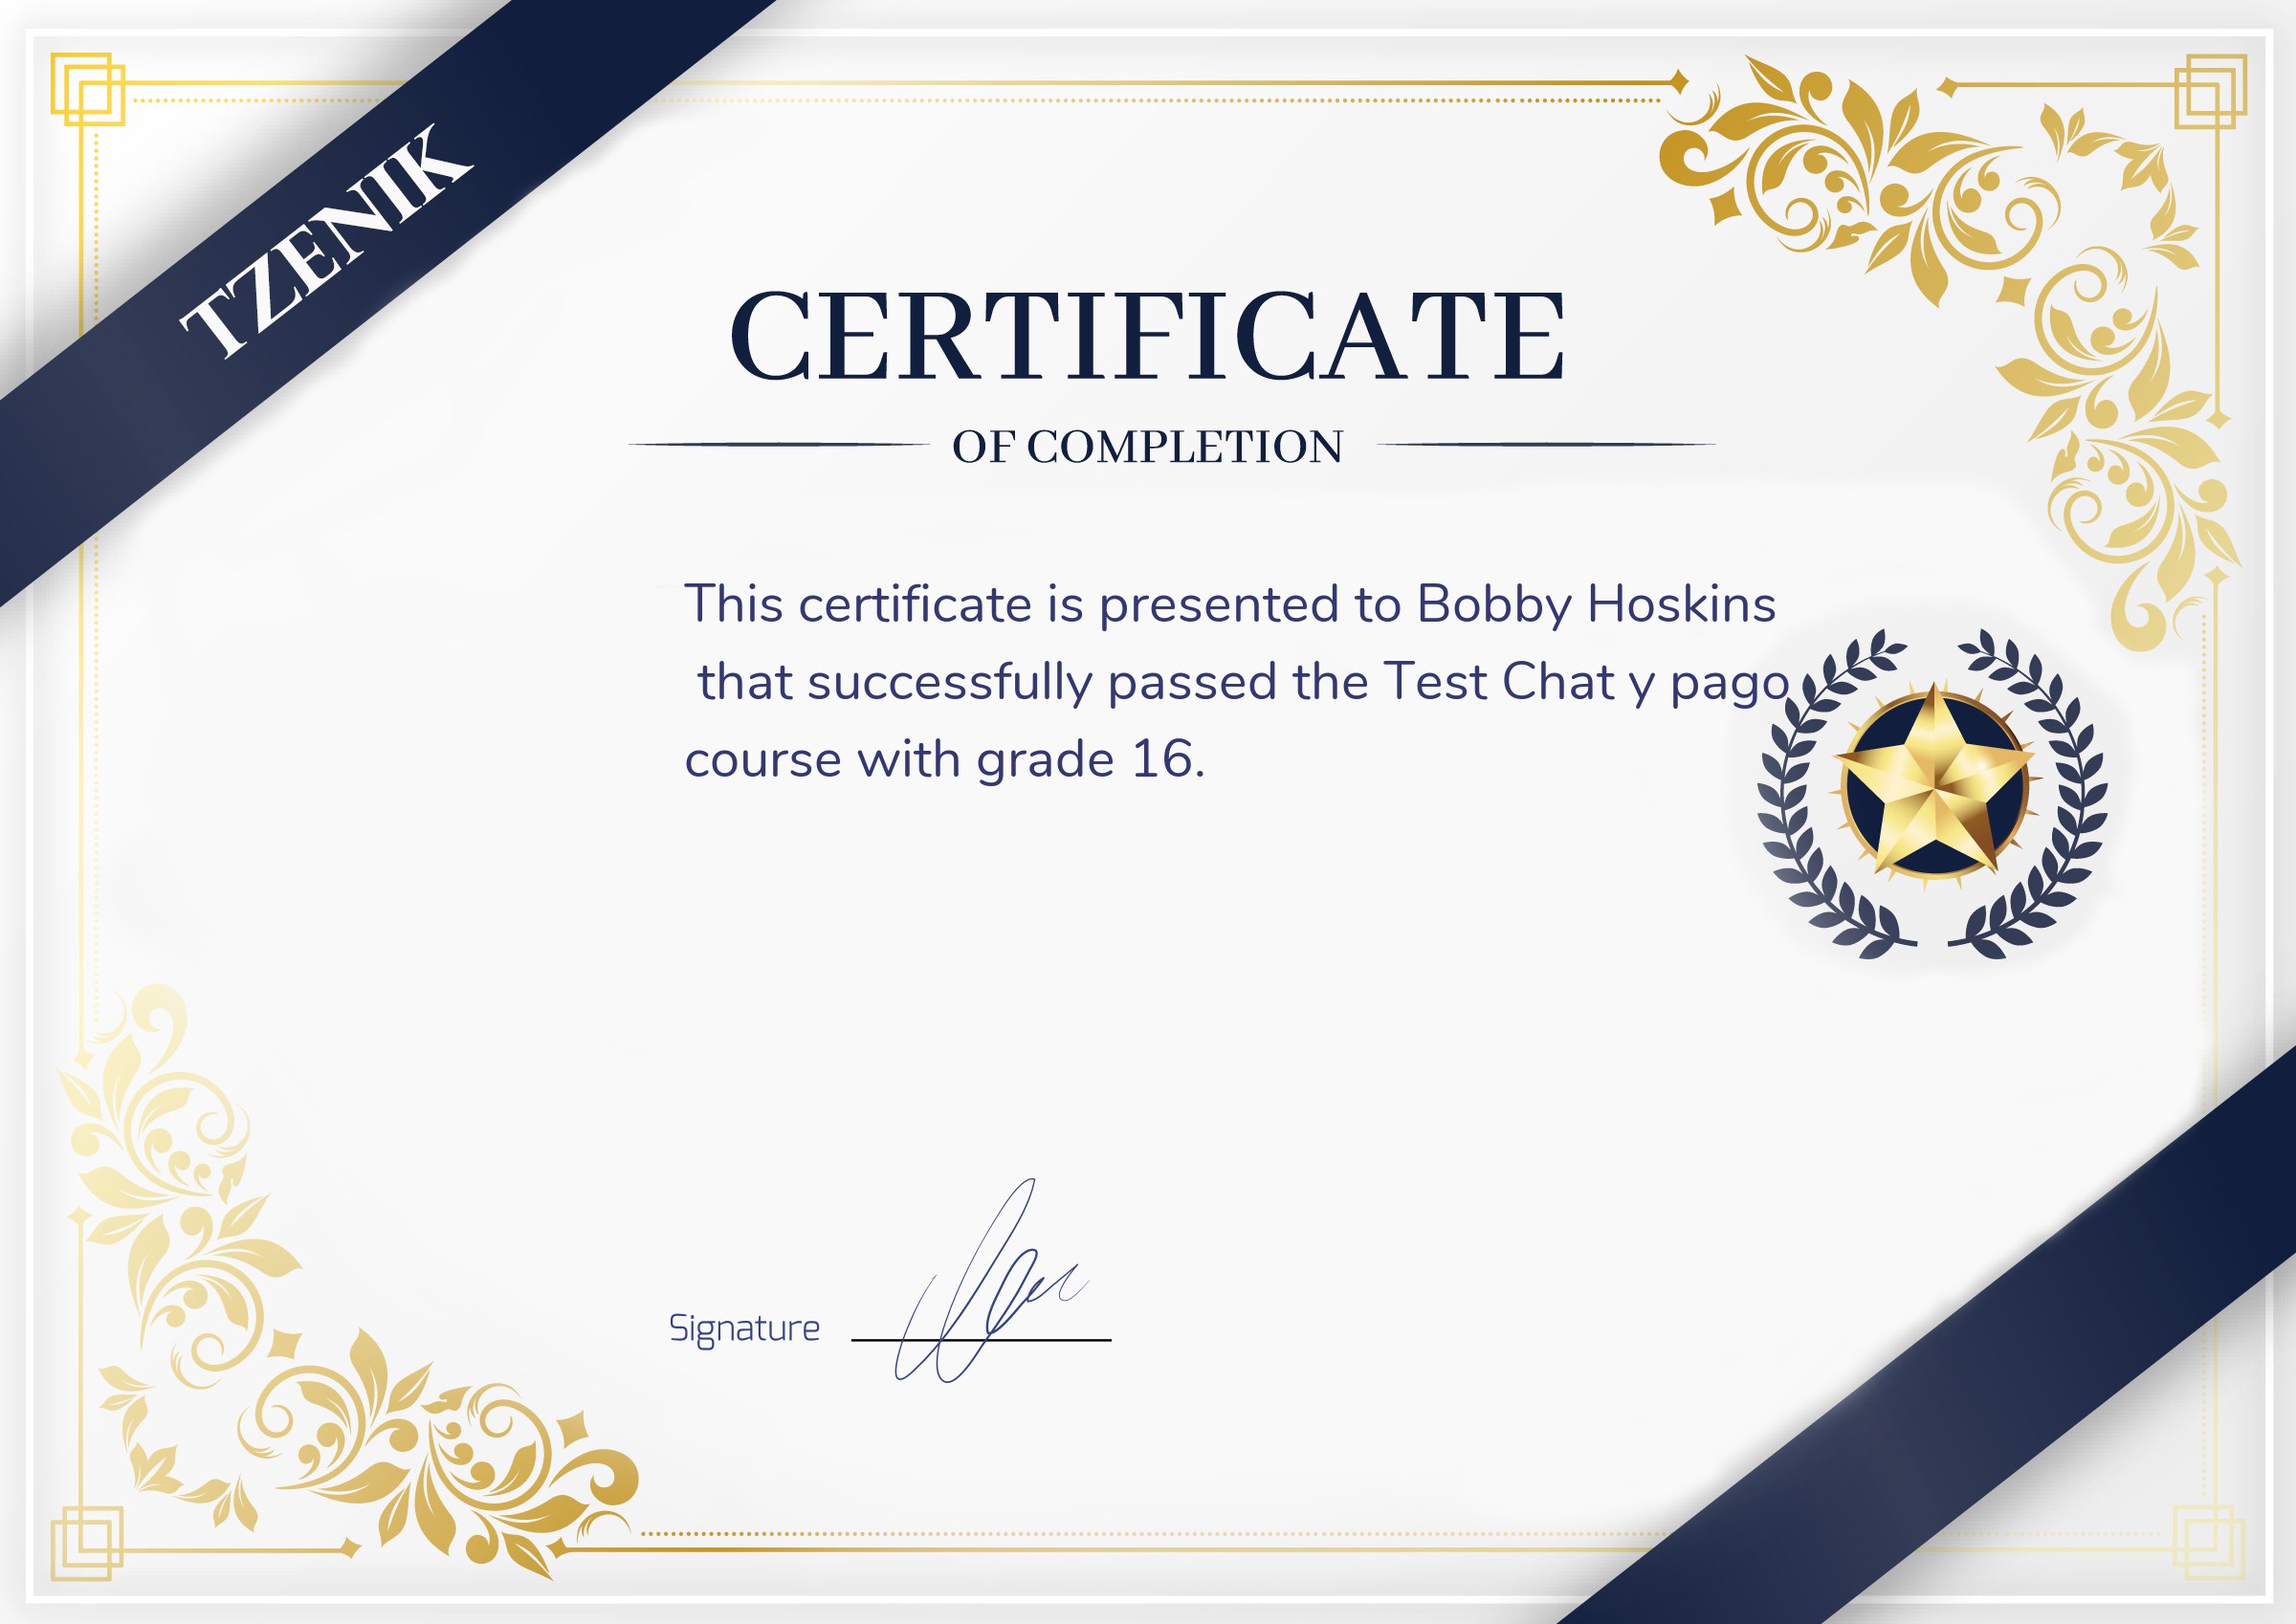 TZENIK
CERTIFICATE
OF COMPLETION
This certificate is presented to Bobby Hoskins
that successfully passed the Test Chat y pago
course with grade 16.
Signature